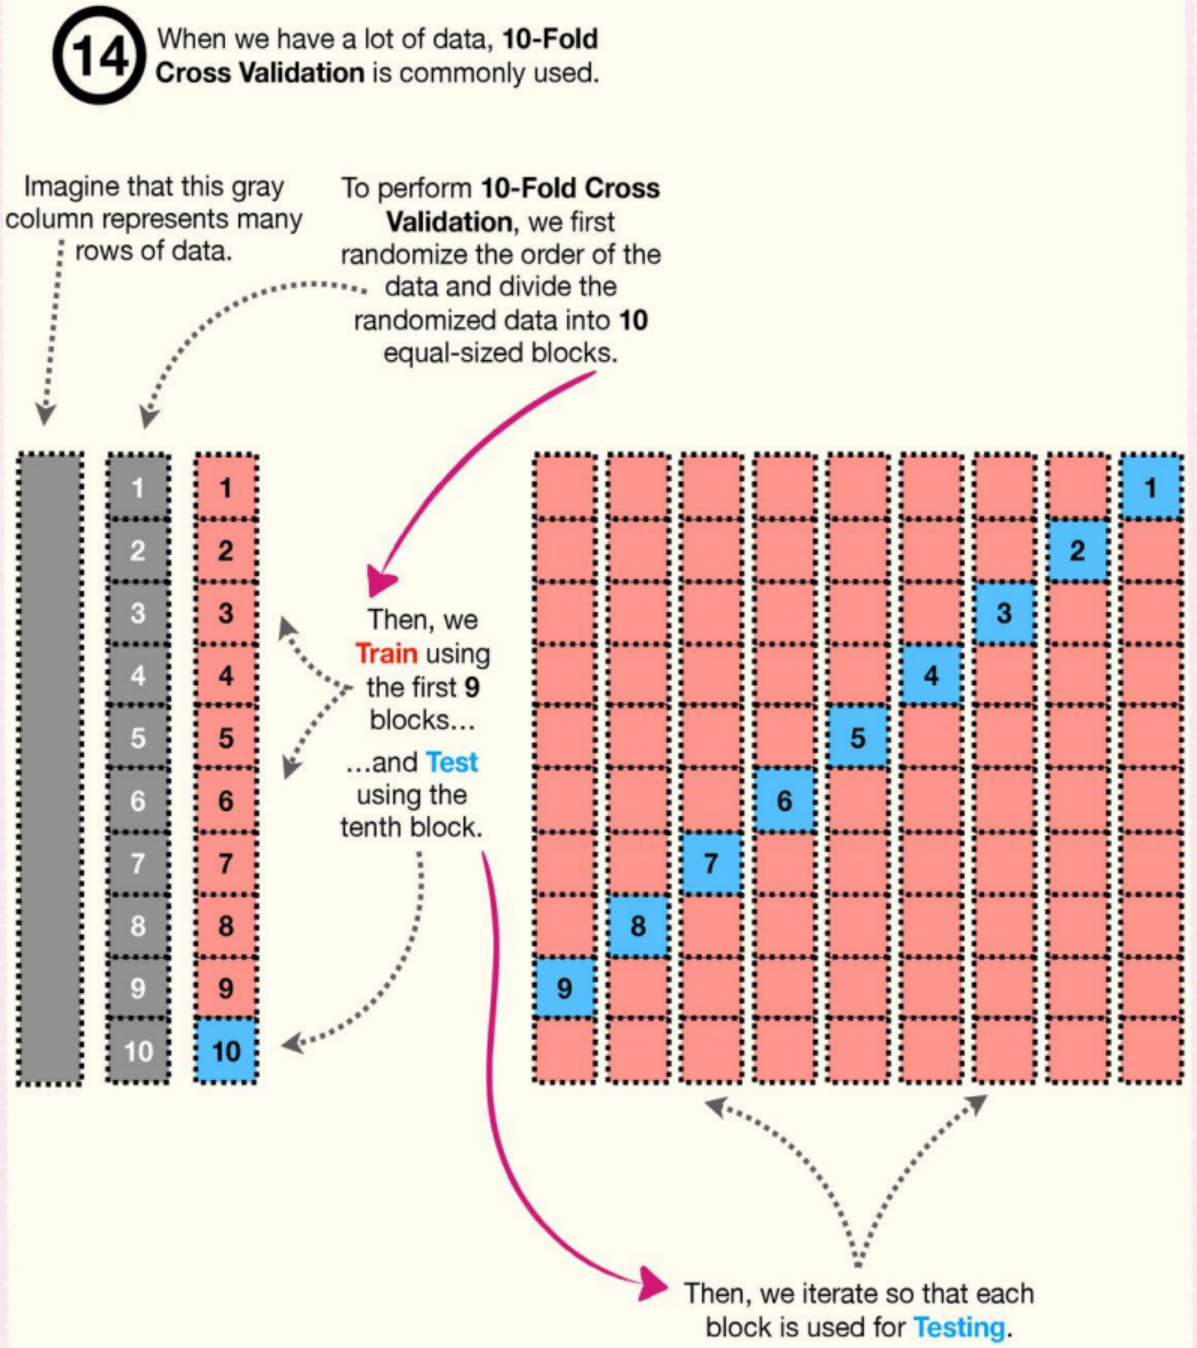 14
When we have a lot of data, 10-Fold
Cross Validation is commonly used.
Imagine that this gray
column represents many
rows of data.
To perform 10-Fold Cross
Validation, we first
randomize the order of the
data and divide the
randomized data into 10
equal-sized blocks.
1
2
3
4
5
6
7
8
9
10
1
2
3
4
5
6
7
8
9
10
Then, we
Train using
the first 9
blocks...
...and Test
using the
tenth block.
9
8
7
6
5
4
3
2
1
Then, we iterate so that each
block is used for Testing.